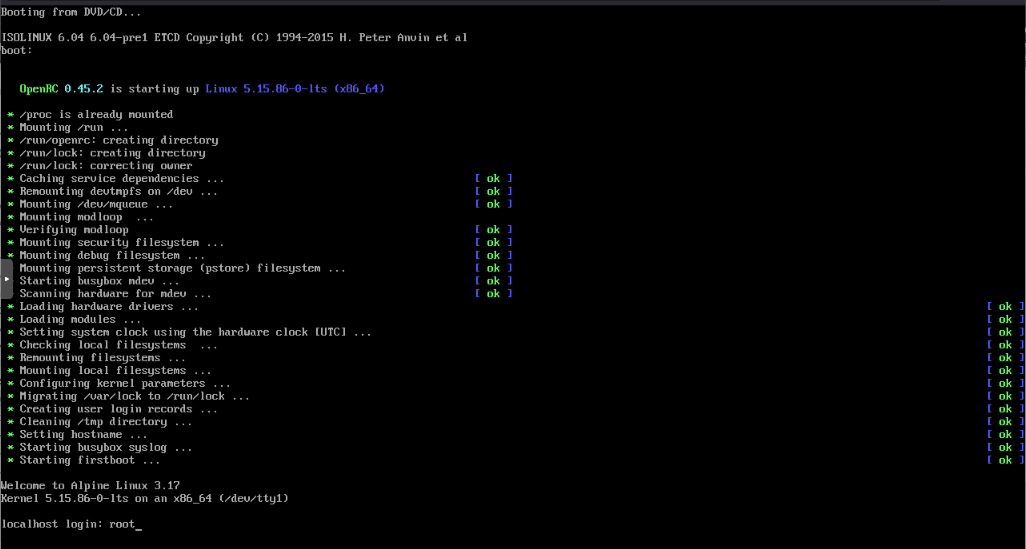 Booting from DVD/CD...
ISOLINUX 6.04 6.04-pre1 ETCD Copyright (C) 1994-2015 H. Peter Anvin et al
boot:
OpenRC 0.45.2 is starting up Linux 5.15.86-0-lts (x86_64)
* /proc is already mounted
* Mounting /run ...
* /run/openrc: creating directory
* /run/lock: creating directory
* /run/lock: correcting owner
* Caching service dependencies ... [ ok ]
* Remounting devtmpfs on /dev ... [ ok ]
* Mounting /dev/mqueue ... [ ok ]
* Mounting modloop ...
* Verifying modloop [ ok ]
* Mounting security filesystem ... [ ok ]
* Mounting debug filesystem ... [ ok ]
Mounting persistent storage (pstore) filesystem ... [ ok ]
Starting busybox mdev ... [ ok ]
Scanning hardware for mdev ... [ ok ]
* Loading hardware drivers ... [ ok ]
* Loading modules ... [ ok ]
* Setting system clock using the hardware clock [UTC] ... [ ok ]
* Checking local filesystems ... [ ok ]
* Remounting filesystems ... [ ok ]
* Mounting local filesystems ... [ ok ]
* Configuring kernel parameters ... [ ok ]
* Migrating /var/lock to /run/lock ... [ ok ]
* Creating user login records ... [ ok ]
* Cleaning /tmp directory ... [ ok ]
* Setting hostname ... [ ok ]
* Starting busybox syslog ... [ ok ]
* Starting firstboot ... [ ok ]
Welcome to Alpine Linux 3.17
Kernel 5.15.86-0-lts on an x86_64 (/dev/tty1)
localhost login: root_